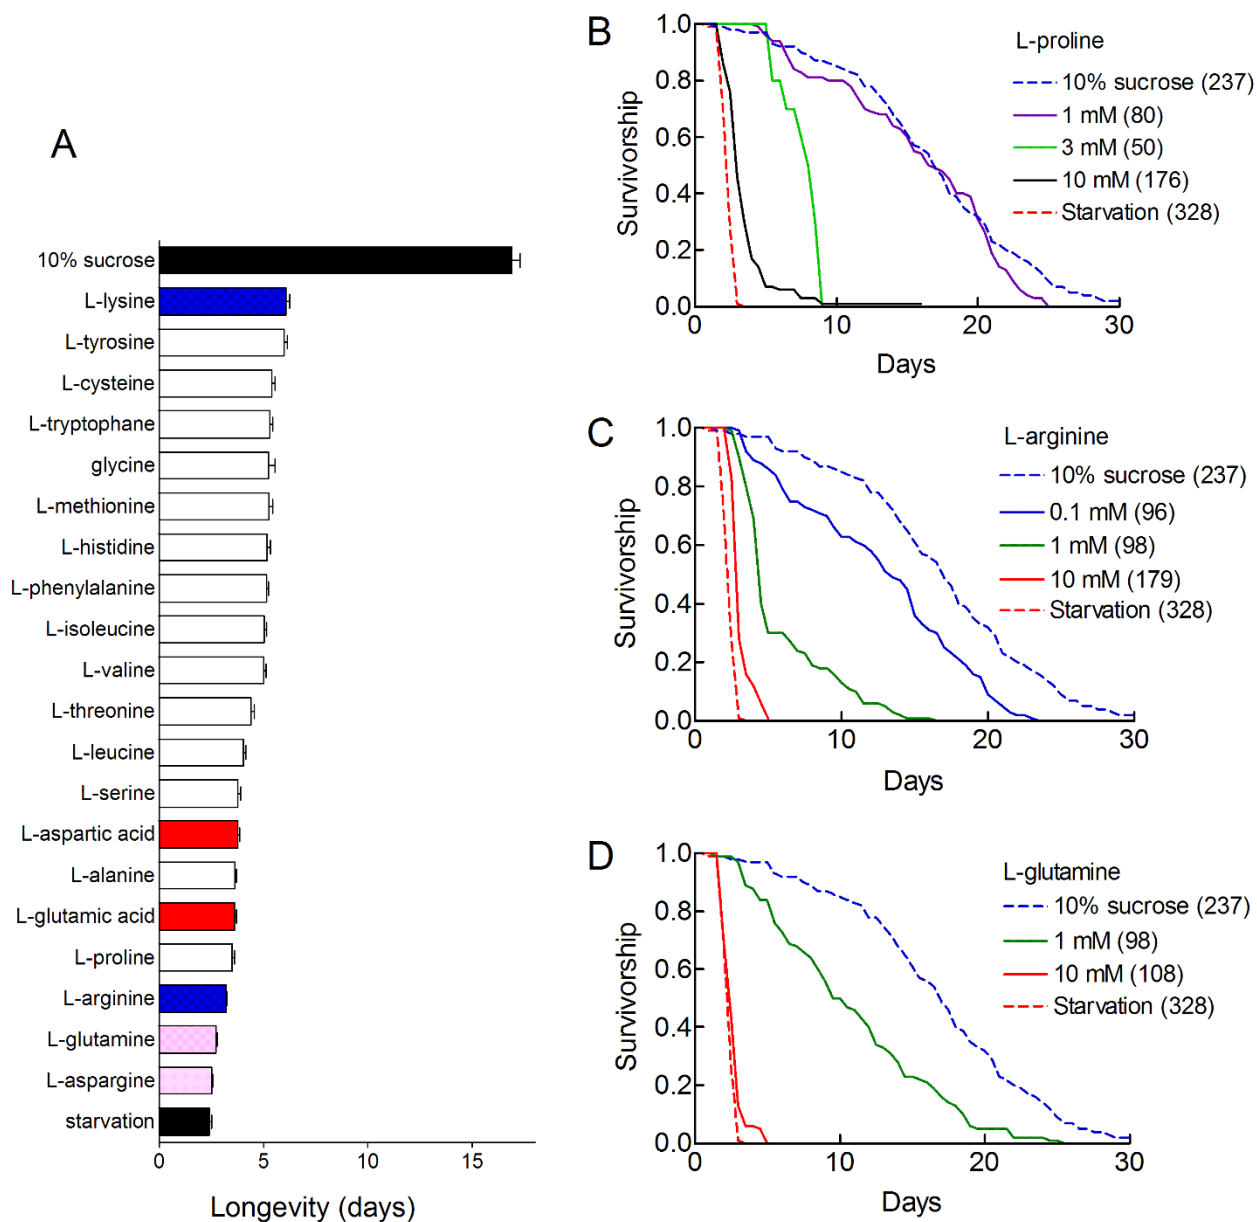 A
10% sucrose
L-lysine
L-tyrosine
L-cysteine
L-tryptophane
glycine
L-methionine
L-histidine
L-phenylalanine
L-isoleucine
L-valine
L-threonine
L-leucine
L-serine
L-aspartic acid
L-alanine
L-glutamic acid
L-proline
L-arginine
L-glutamine
L-aspargine
starvation
0 5 10 15
Longevity (days)
B
L-proline
10% sucrose (237)
1 mM (80)
3 mM (50)
10 mM (176)
Starvation (328)
Survivorship
1.0
0.8
0.6
0.4
0.2
0.0
0 10 20 30
Days
C
L-arginine
10% sucrose (237)
0.1 mM (96)
1 mM (98)
10 mM (179)
Starvation (328)
Survivorship
1.0
0.8
0.6
0.4
0.2
0.0
0 10 20 30
Days
D
L-glutamine
10% sucrose (237)
1 mM (98)
10 mM (108)
Starvation (328)
Survivorship
1.0
0.8
0.6
0.4
0.2
0.0
0 10 20 30
Days